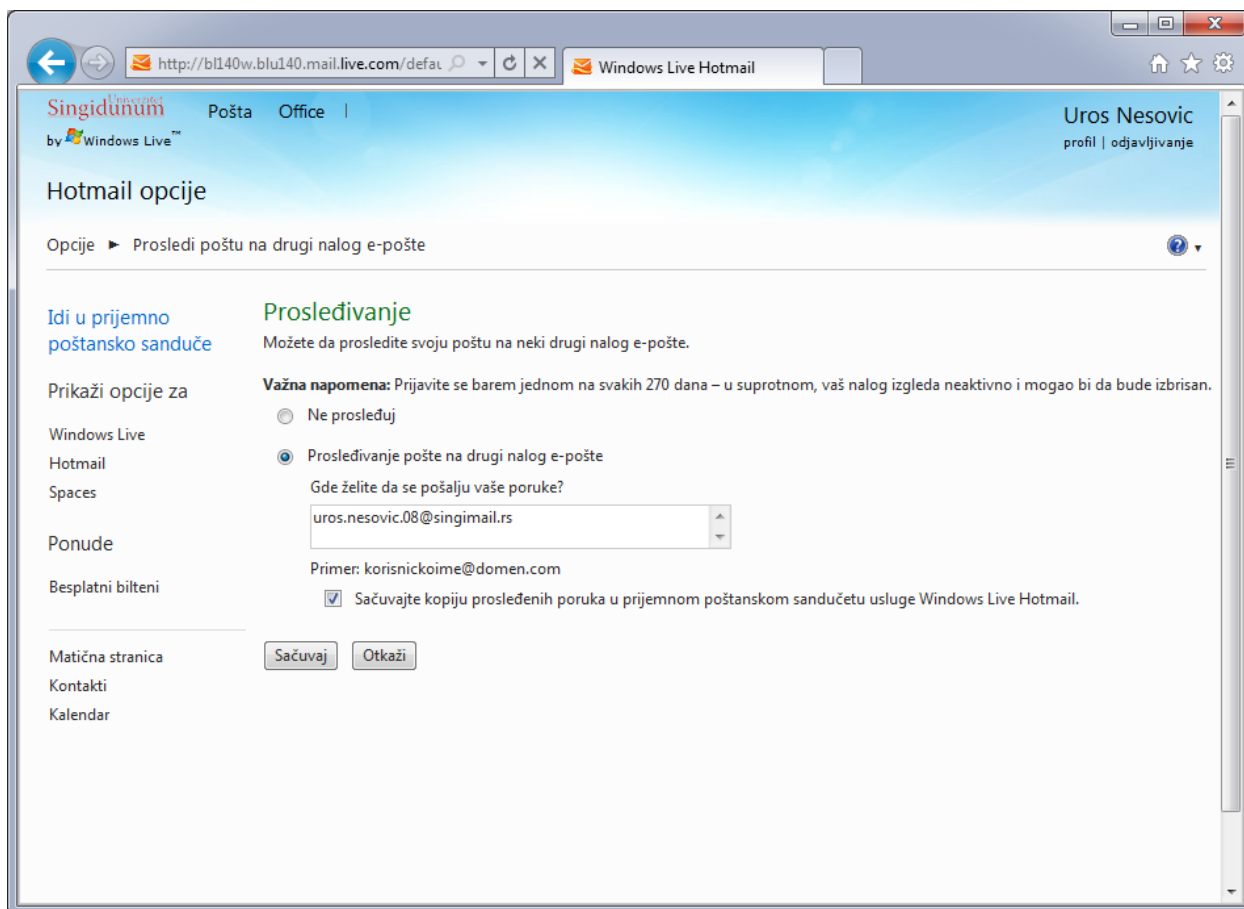 http://bl140w.blu140.mail.live.com/defau
Windows Live Hotmail
Univerzitet
Singidunum
by Windows Live™
Pošta Office |
Uros Nesovic
profil | odjavljivanje
Hotmail opcije
Opcije ► Prosledi poštu na drugi nalog e-pošte
Idi u prijemno
poštansko sanduče
Prikaži opcije za
Windows Live
Hotmail
Spaces
Ponude
Besplatni bilteni
Matična stranica
Kontakti
Kalendar
Prosleđivanje
Možete da prosledite svoju poštu na neki drugi nalog e-pošte.
Važna napomena: Prijavite se barem jednom na svakih 270 dana – u suprotnom, vaš nalog izgleda neaktivno i mogao bi da bude izbrisan.
Ne prosleđuj
Prosleđivanje pošte na drugi nalog e-pošte
Gde želite da se pošalju vaše poruke?
uros.nesovic.08@singimail.rs
Primer: korisnickoime@domen.com
Sačuvajte kopiju prosleđenih poruka u prijemnom poštanskom sandučetu usluge Windows Live Hotmail.
Sačuvaj Otkaži